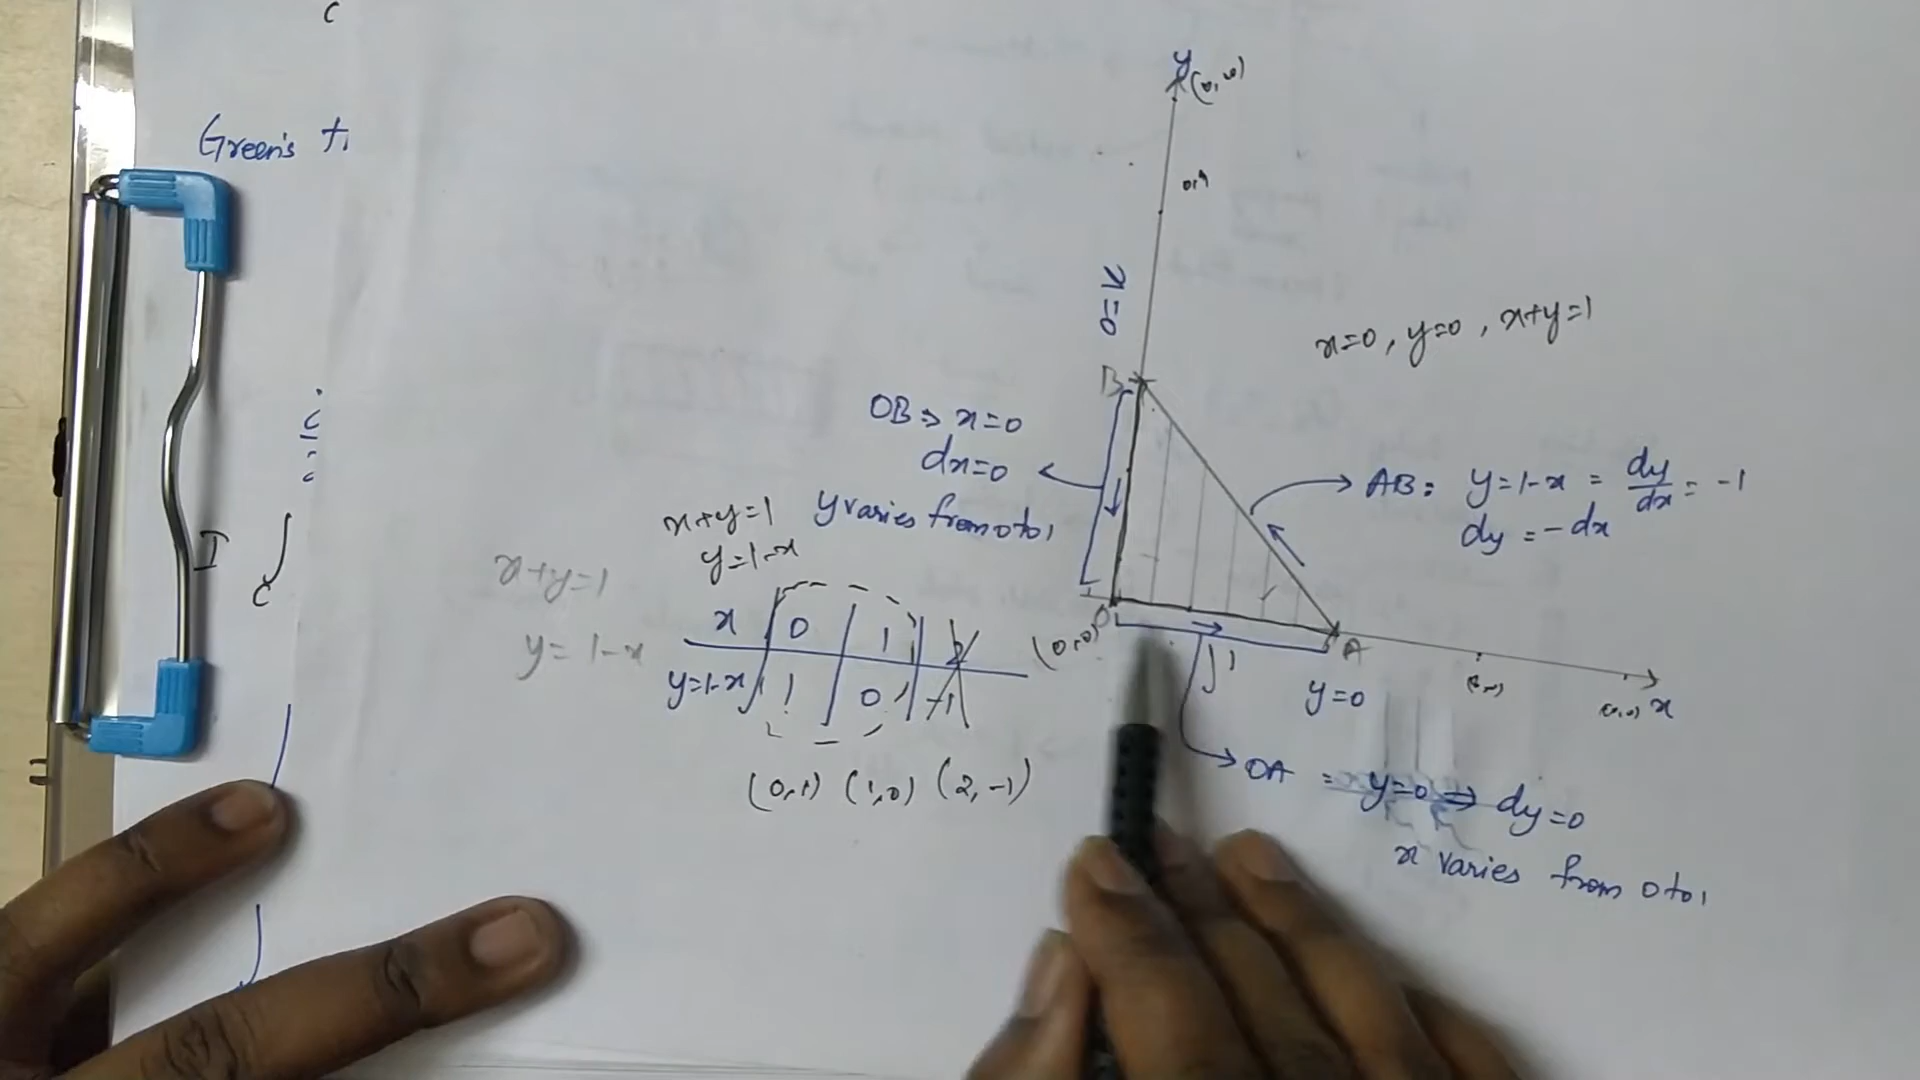 c
Green's
y
x=0
x=0, y=0, x+y=1
B
OB ⇒ x=0
dx=0
y varies from 0 to 1
AB: y=1-x = dy/dx = -1
dy = -dx
x+y=1
y=1-x
x+y=1
y=1-x
x 0 1 2
y=1-x 1 0 -1
(0,1) (1,0) (2,-1)
I
c
O
(0,0)
A
y=0
x
OA = y=0 ⇒ dy=0
x varies from 0 to 1